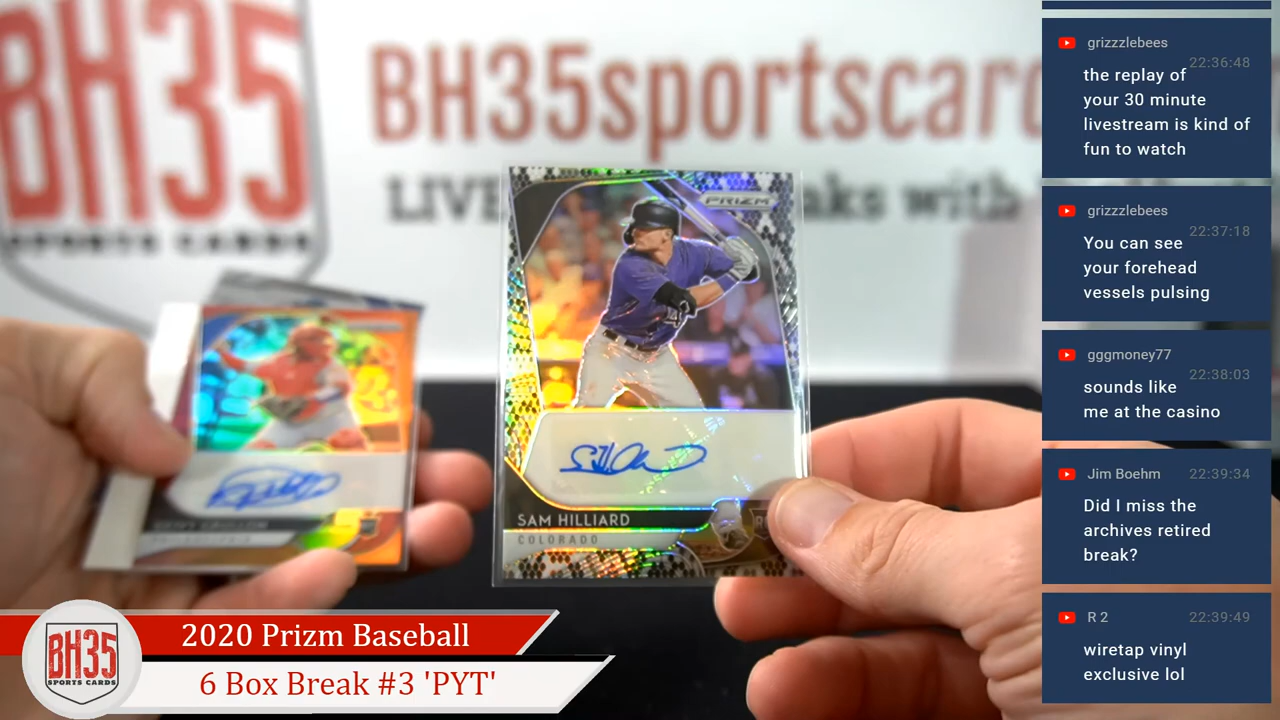 BH35
SPORTS CARDS
BH35sportscar
LIVE
aks with
PRIZM
SAM HILLIARD
COLORADO
2020 Prizm Baseball
6 Box Break #3 'PYT'
BH35
SPORTS CARDS
grizzzlebees
22:36:48
the replay of
your 30 minute
livestream is kind of
fun to watch
grizzzlebees
22:37:18
You can see
your forehead
vessels pulsing
gggmoney77
22:38:03
sounds like
me at the casino
Jim Boehm 22:39:34
Did I miss the
archives retired
break?
R 2 22:39:49
wiretap vinyl
exclusive lol